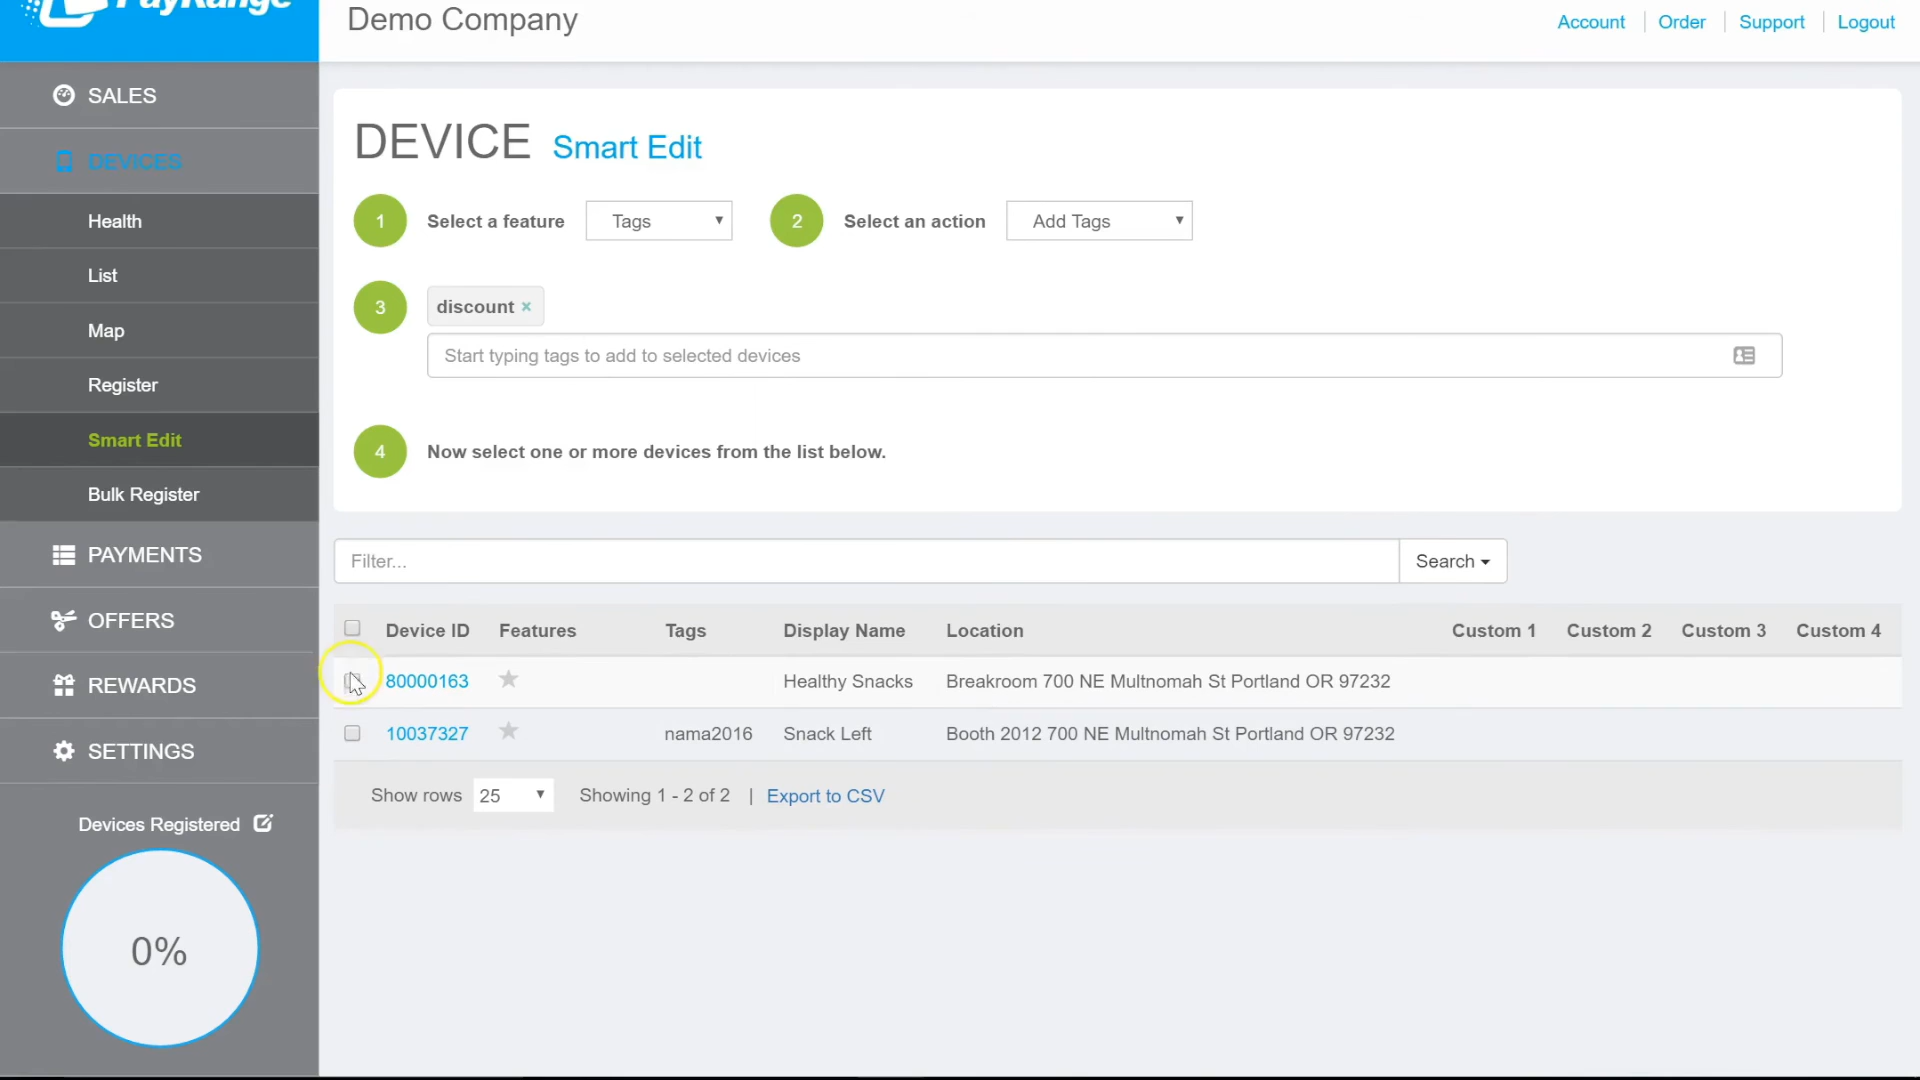 PayRange
Demo Company
Account
Order
Support
Logout
SALES
DEVICES
Health
List
Map
Register
Smart Edit
Bulk Register
PAYMENTS
OFFERS
REWARDS
SETTINGS
Devices Registered
0%
DEVICE Smart Edit
1 Select a feature Tags
2 Select an action Add Tags
3 discount ×
Start typing tags to add to selected devices
4 Now select one or more devices from the list below.
Filter... Search
Device ID Features Tags Display Name Location Custom 1 Custom 2 Custom 3 Custom 4
80000163 Healthy Snacks Breakroom 700 NE Multnomah St Portland OR 97232
10037327 nama2016 Snack Left Booth 2012 700 NE Multnomah St Portland OR 97232
Show rows 25 Showing 1 - 2 of 2 | Export to CSV